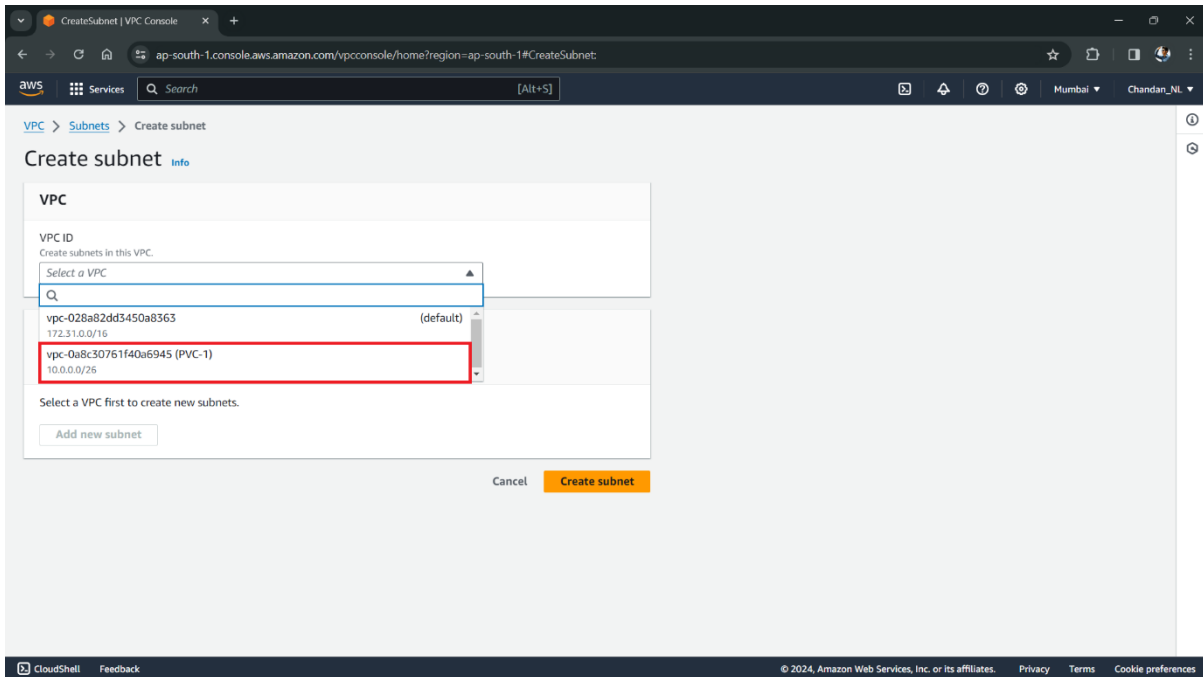 CreateSubnet | VPC Console
ap-south-1.console.aws.amazon.com/vpcconsole/home?region=ap-south-1#CreateSubnet:
aws Services Search [Alt+S] Mumbai Chandan_NL
VPC > Subnets > Create subnet
Create subnet Info
VPC
VPC ID
Create subnets in this VPC.
Select a VPC
vpc-028a82dd3450a8363 (default)
172.31.0.0/16
vpc-0a8c30761f40a6945 (PVC-1)
10.0.0.0/26
Select a VPC first to create new subnets.
Add new subnet
Cancel Create subnet
CloudShell Feedback © 2024, Amazon Web Services, Inc. or its affiliates. Privacy Terms Cookie preferences